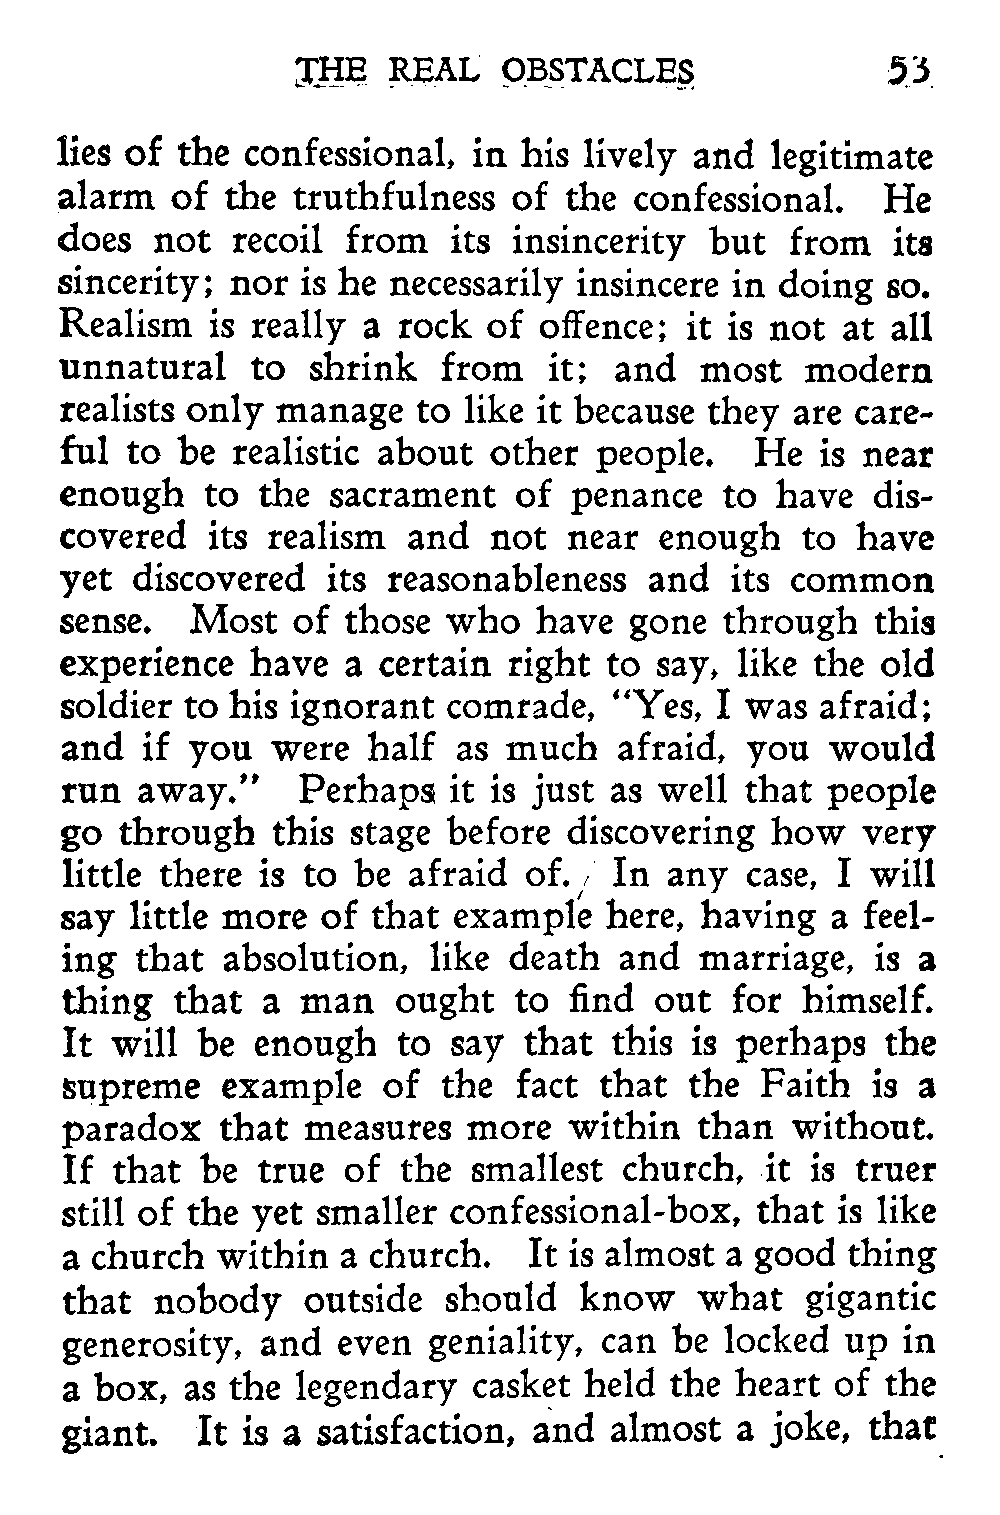 THE REAL OBSTACLES 53
lies of the confessional, in his lively and legitimate
alarm of the truthfulness of the confessional. He
does not recoil from its insincerity but from its
sincerity; nor is he necessarily insincere in doing so.
Realism is really a rock of offence; it is not at all
unnatural to shrink from it; and most modern
realists only manage to like it because they are care-
ful to be realistic about other people. He is near
enough to the sacrament of penance to have dis-
covered its realism and not near enough to have
yet discovered its reasonableness and its common
sense. Most of those who have gone through this
experience have a certain right to say, like the old
soldier to his ignorant comrade, "Yes, I was afraid;
and if you were half as much afraid, you would
run away." Perhaps it is just as well that people
go through this stage before discovering how very
little there is to be afraid of. In any case, I will
say little more of that example here, having a feel-
ing that absolution, like death and marriage, is a
thing that a man ought to find out for himself.
It will be enough to say that this is perhaps the
supreme example of the fact that the Faith is a
paradox that measures more within than without.
If that be true of the smallest church, it is truer
still of the yet smaller confessional-box, that is like
a church within a church. It is almost a good thing
that nobody outside should know what gigantic
generosity, and even geniality, can be locked up in
a box, as the legendary casket held the heart of the
giant. It is a satisfaction, and almost a joke, that